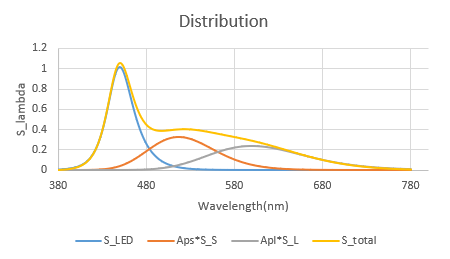 Distribution
1.2
1
0.8
0.6
0.4
0.2
0
S_lambda
380 480 580 680 780
Wavelength(nm)
S_LED Aps*S_S Apl*S_L S_total